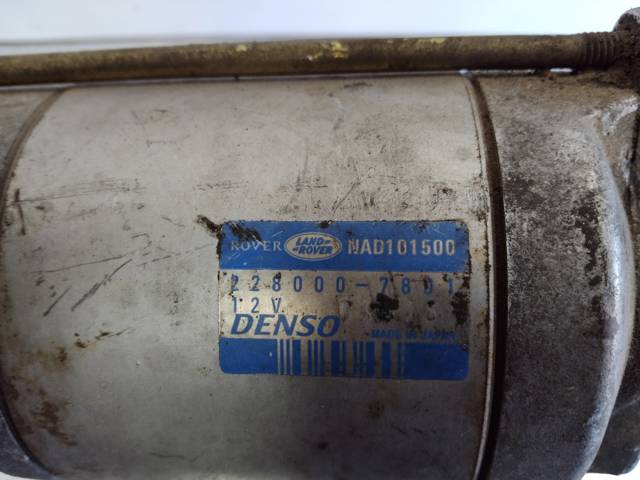 ROVER LAND ROVER NAD101500
228000-7801
12V
DENSO MADE IN JAPAN